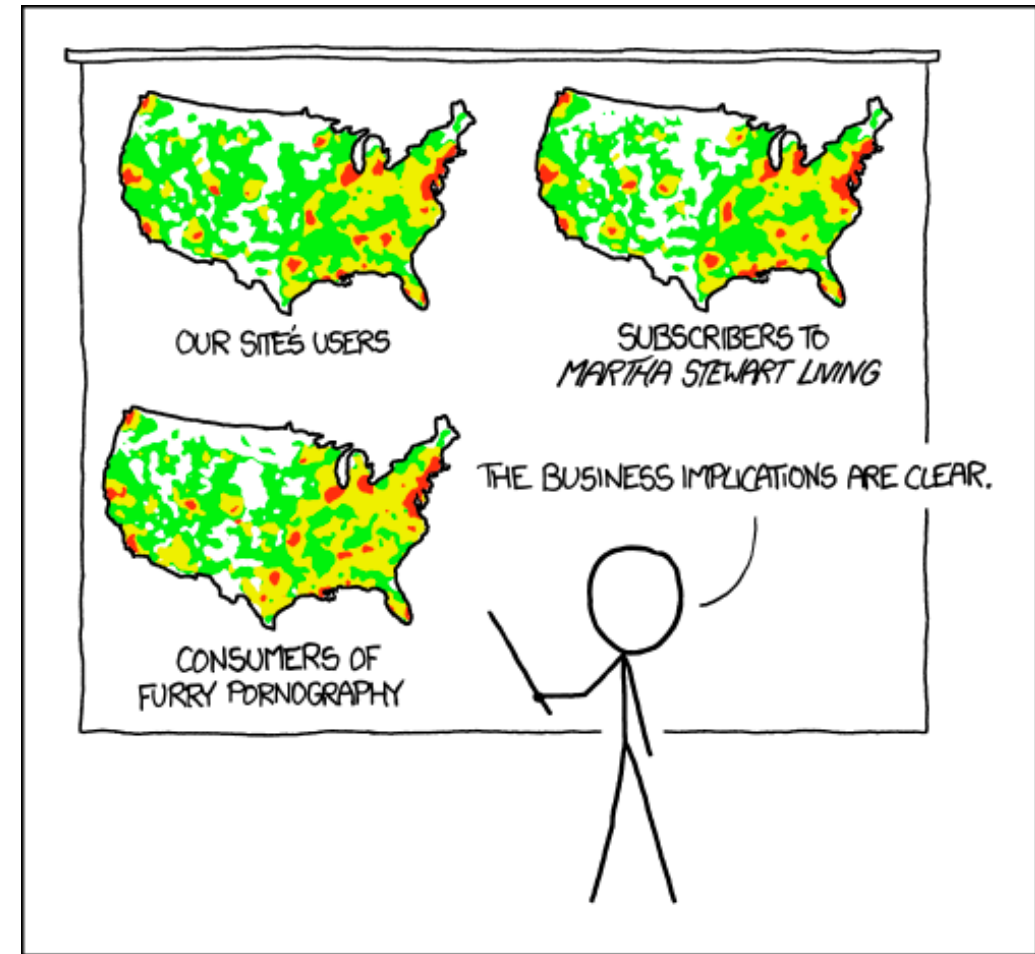 OUR SITE'S USERS
SUBSCRIBERS TO
MARTHA STEWART LIVING
CONSUMERS OF
FURRY PORNOGRAPHY
THE BUSINESS IMPLICATIONS ARE CLEAR.